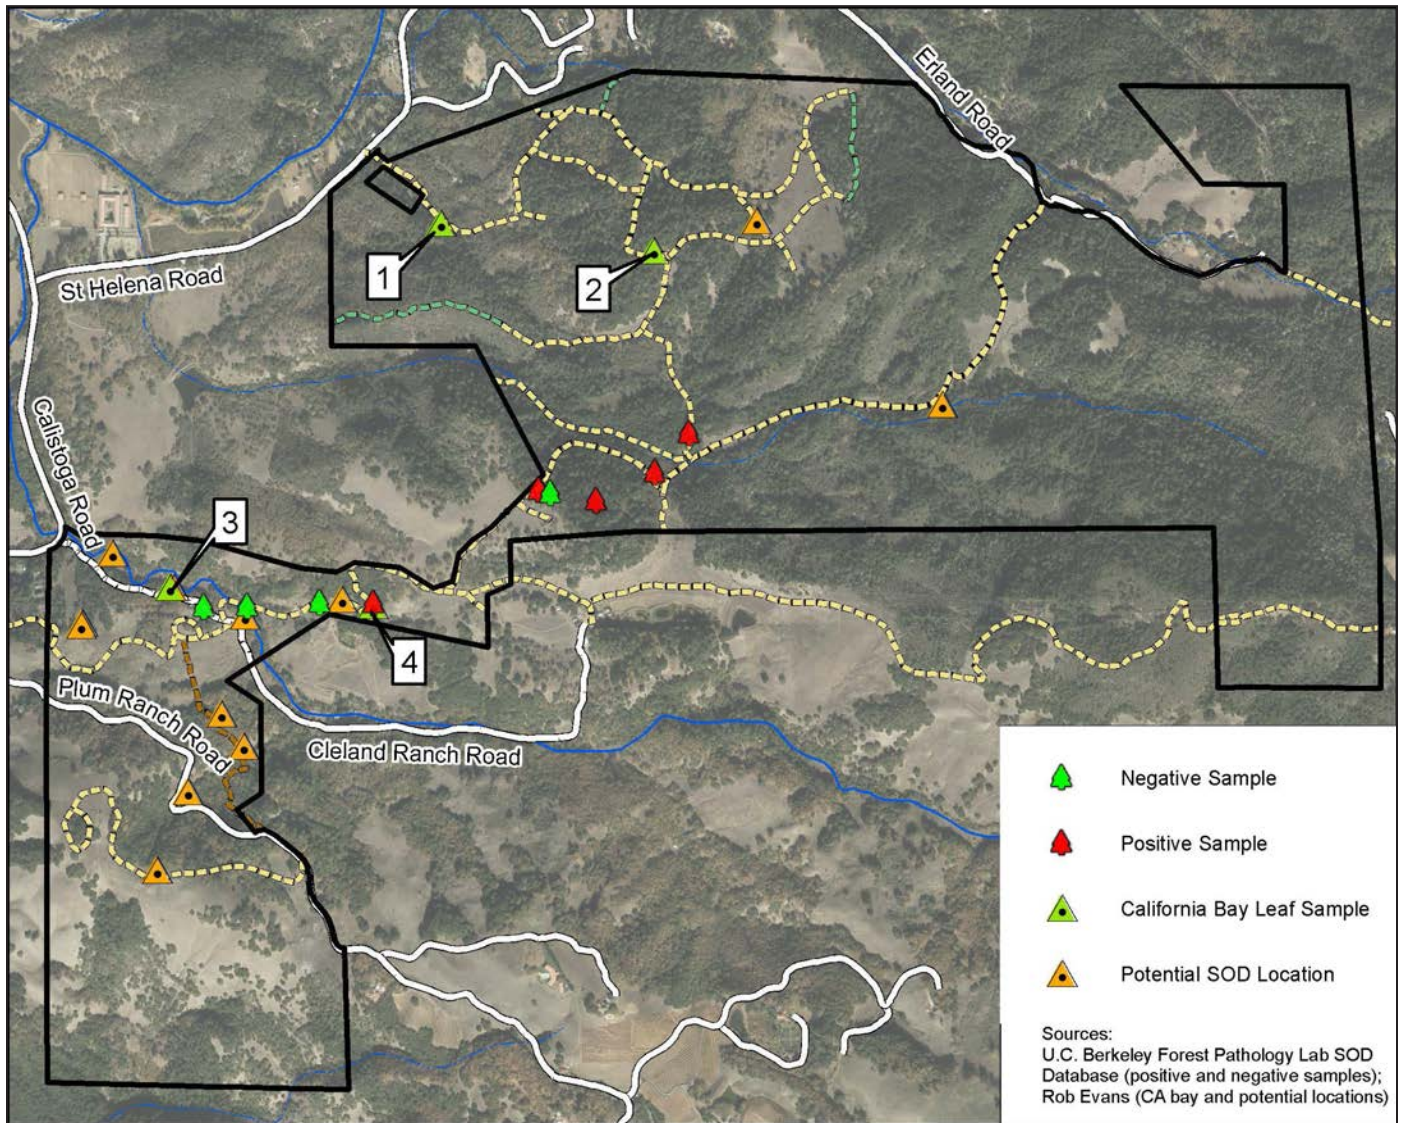 Erland Road
1
2
St Helena Road
Calistoga Road
3
4
Plum Ranch Road
Cleland Ranch Road
Negative Sample
Positive Sample
California Bay Leaf Sample
Potential SOD Location
Sources:
U.C. Berkeley Forest Pathology Lab SOD
Database (positive and negative samples);
Rob Evans (CA bay and potential locations)